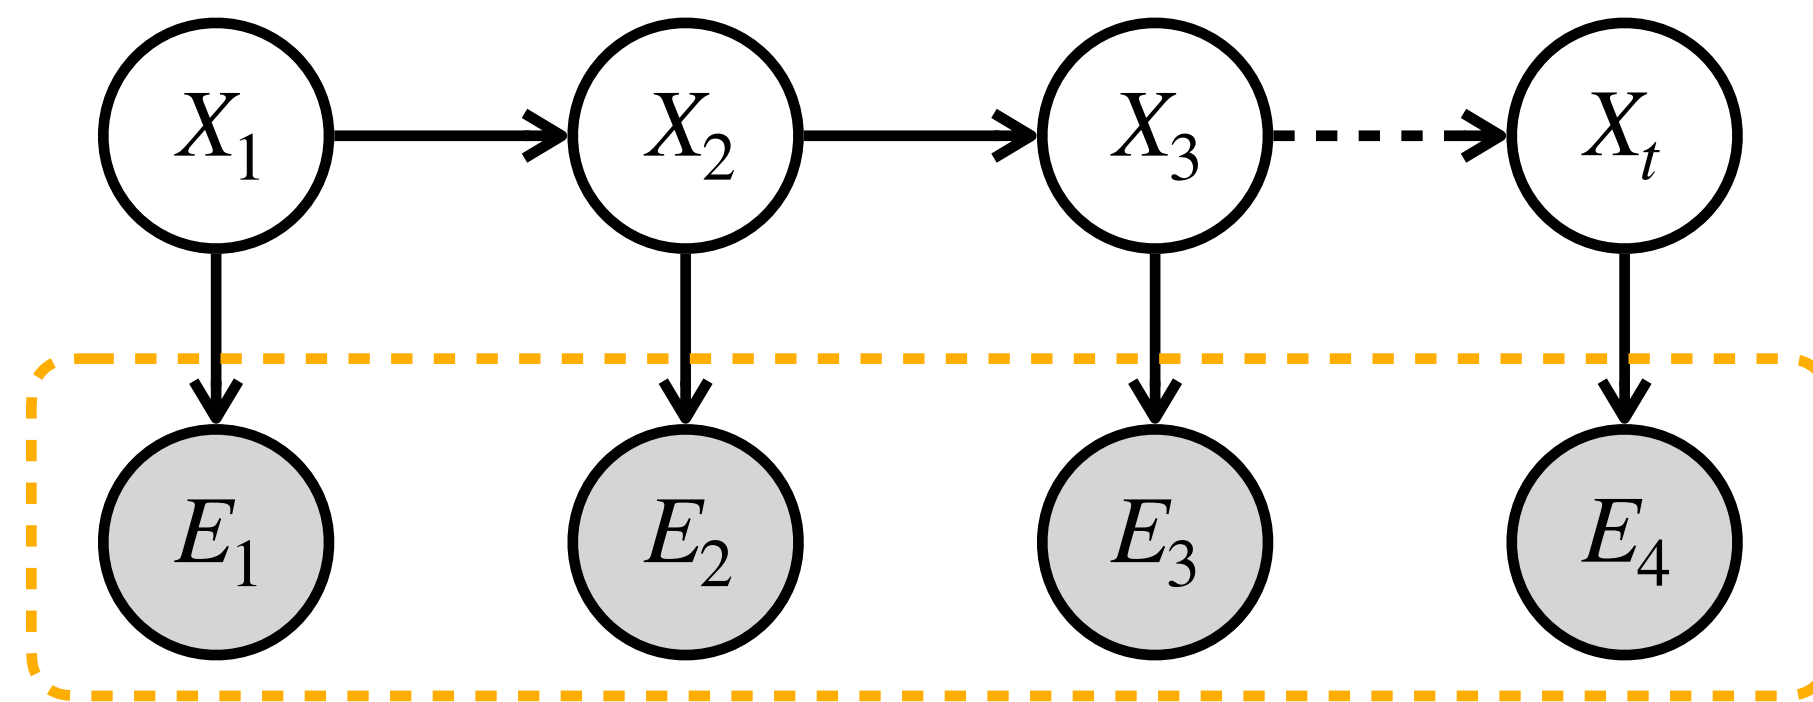 X₁ X₂ X₃ Xₜ
E₁ E₂ E₃ E₄